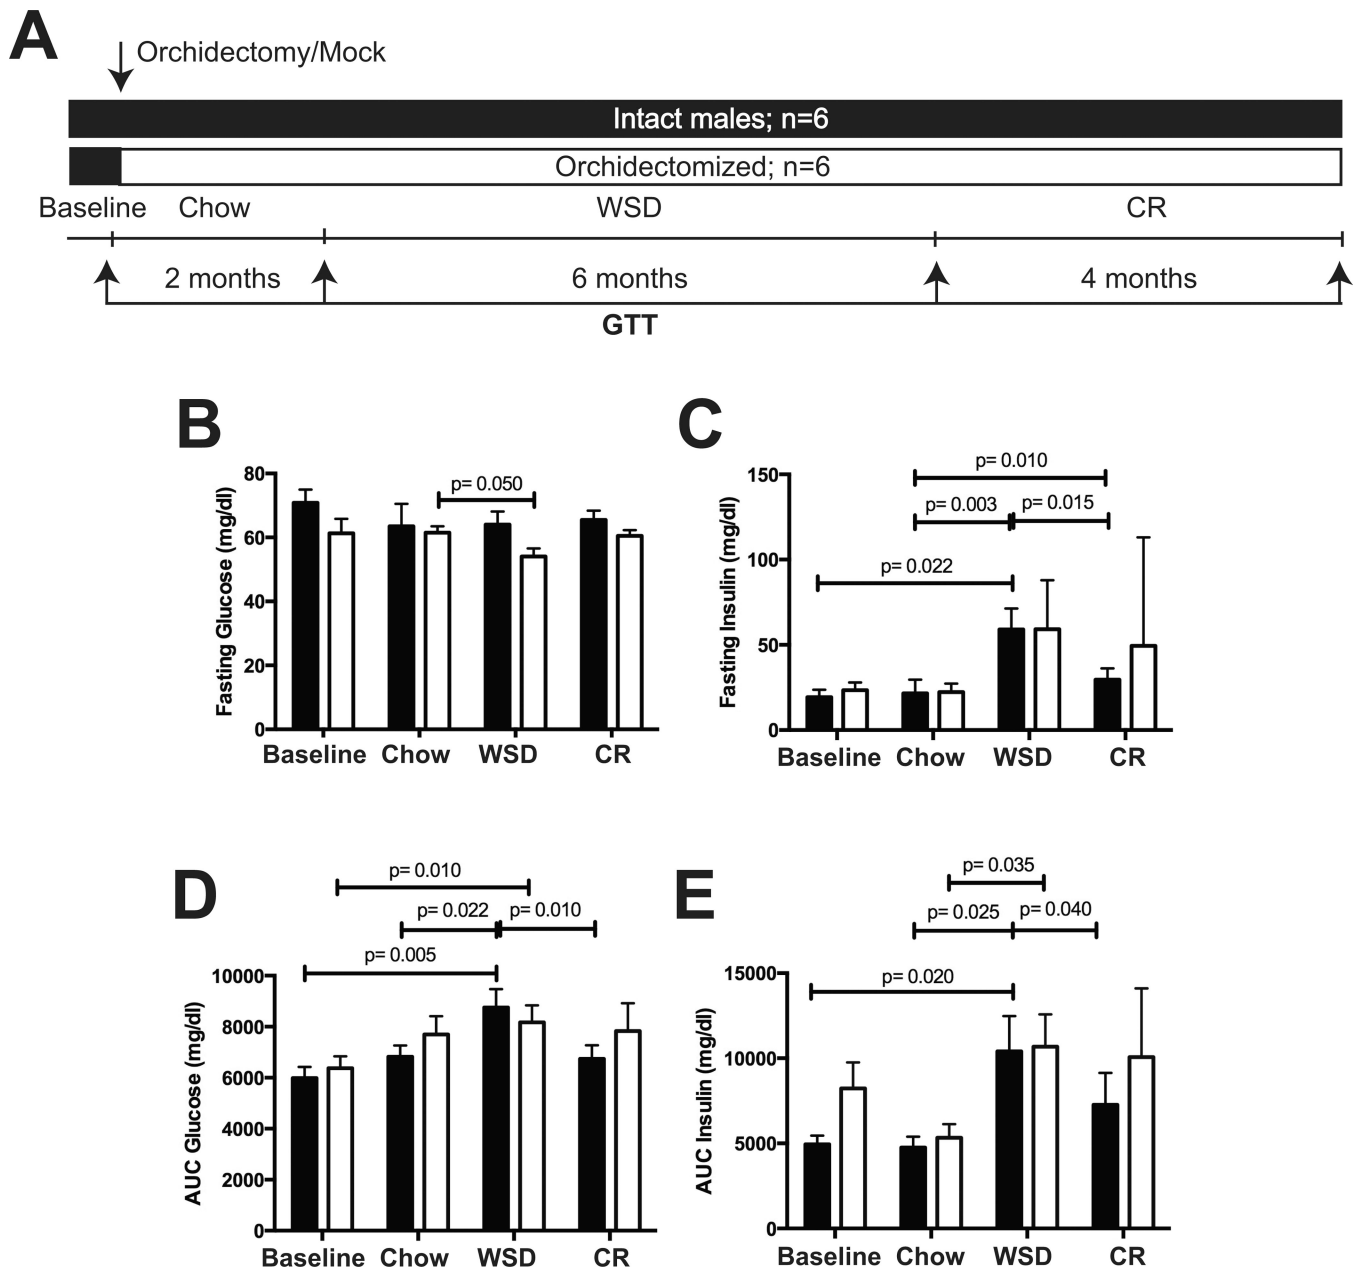 A
Orchidectomy/Mock
Intact males; n=6
Orchidectomized; n=6
Baseline Chow WSD CR
2 months 6 months 4 months
GTT
B
Fasting Glucose (mg/dl)
80
60
40
20
0
p= 0.050
Baseline Chow WSD CR
C
Fasting Insulin (mg/dl)
150
100
50
0
p= 0.010
p= 0.003 p= 0.015
p= 0.022
Baseline Chow WSD CR
D
AUC Glucose (mg/dl)
10000
8000
6000
4000
2000
0
p= 0.010
p= 0.022 p= 0.010
p= 0.005
Baseline Chow WSD CR
E
AUC Insulin (mg/dl)
15000
10000
5000
0
p= 0.035
p= 0.025 p= 0.040
p= 0.020
Baseline Chow WSD CR